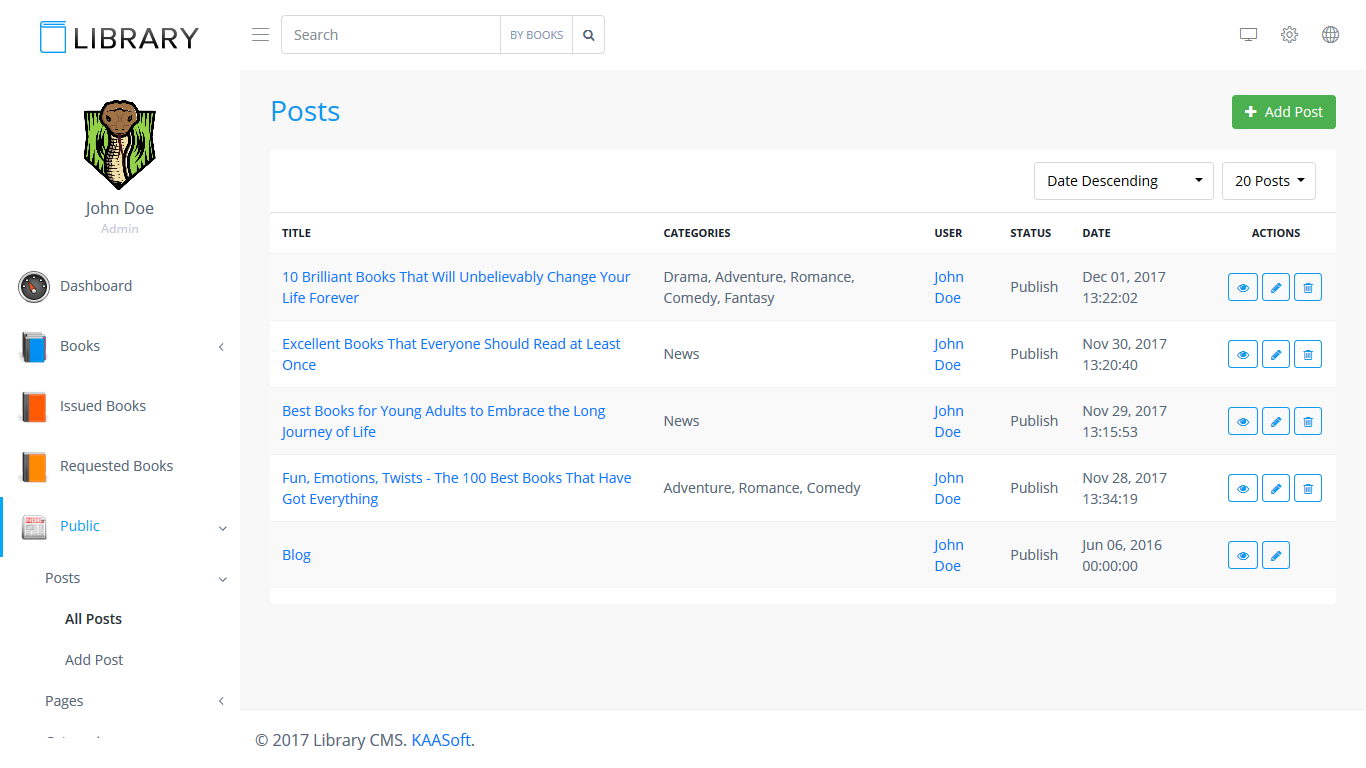 LIBRARY
Search
BY BOOKS
John Doe
Admin
Dashboard
Books
Issued Books
Requested Books
Public
Posts
All Posts
Add Post
Pages
Posts
Add Post
Date Descending
20 Posts
TITLE CATEGORIES USER STATUS DATE ACTIONS
10 Brilliant Books That Will Unbelievably Change Your Drama, Adventure, Romance, John Publish Dec 01, 2017
Life Forever Comedy, Fantasy Doe 13:22:02
Excellent Books That Everyone Should Read at Least News John Publish Nov 30, 2017
Once Doe 13:20:40
Best Books for Young Adults to Embrace the Long News John Publish Nov 29, 2017
Journey of Life Doe 13:15:53
Fun, Emotions, Twists - The 100 Best Books That Have Adventure, Romance, Comedy John Publish Nov 28, 2017
Got Everything Doe 13:34:19
Blog John Publish Jun 06, 2016
Doe 00:00:00
© 2017 Library CMS. KAASoft.